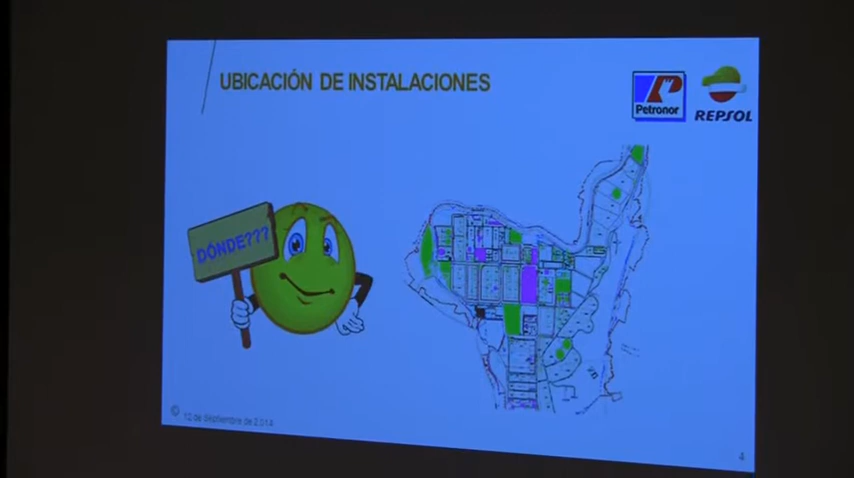 UBICACIÓN DE INSTALACIONES
Petronor
REPSOL
DÓNDE???
© 12 de Septiembre de 2.014
4